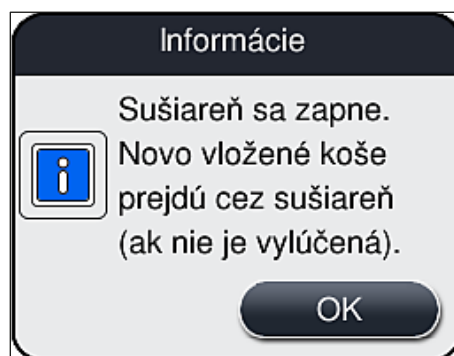 Informácie
Sušiareň sa zapne.
Novo vložené koše
prejdú cez sušiareň
(ak nie je vylúčená).
OK